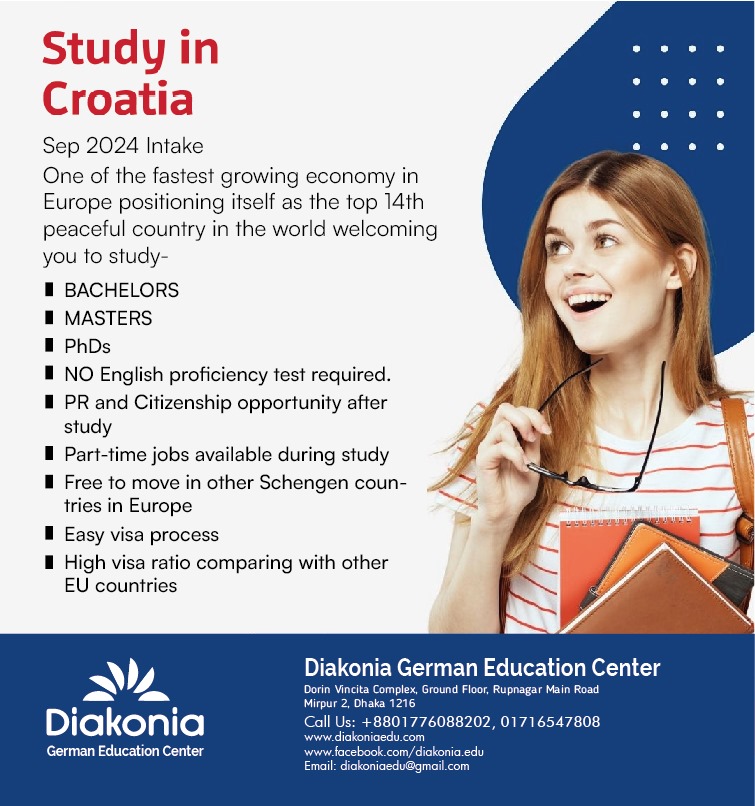 Study in
Croatia
Sep 2024 Intake
One of the fastest growing economy in
Europe positioning itself as the top 14th
peaceful country in the world welcoming
you to study-
BACHELORS
MASTERS
PhDs
NO English proficiency test required.
PR and Citizenship opportunity after
study
Part-time jobs available during study
Free to move in other Schengen coun-
tries in Europe
Easy visa process
High visa ratio comparing with other
EU countries
Diakonia
German Education Center
Diakonia German Education Center
Dorin Vincita Complex, Ground Floor, Rupnagar Main Road
Mirpur 2, Dhaka 1216
Call Us: +8801776088202, 01716547808
www.diakoniaedu.com
www.facebook.com/diakonia.edu
Email: diakoniaedu@gmail.com